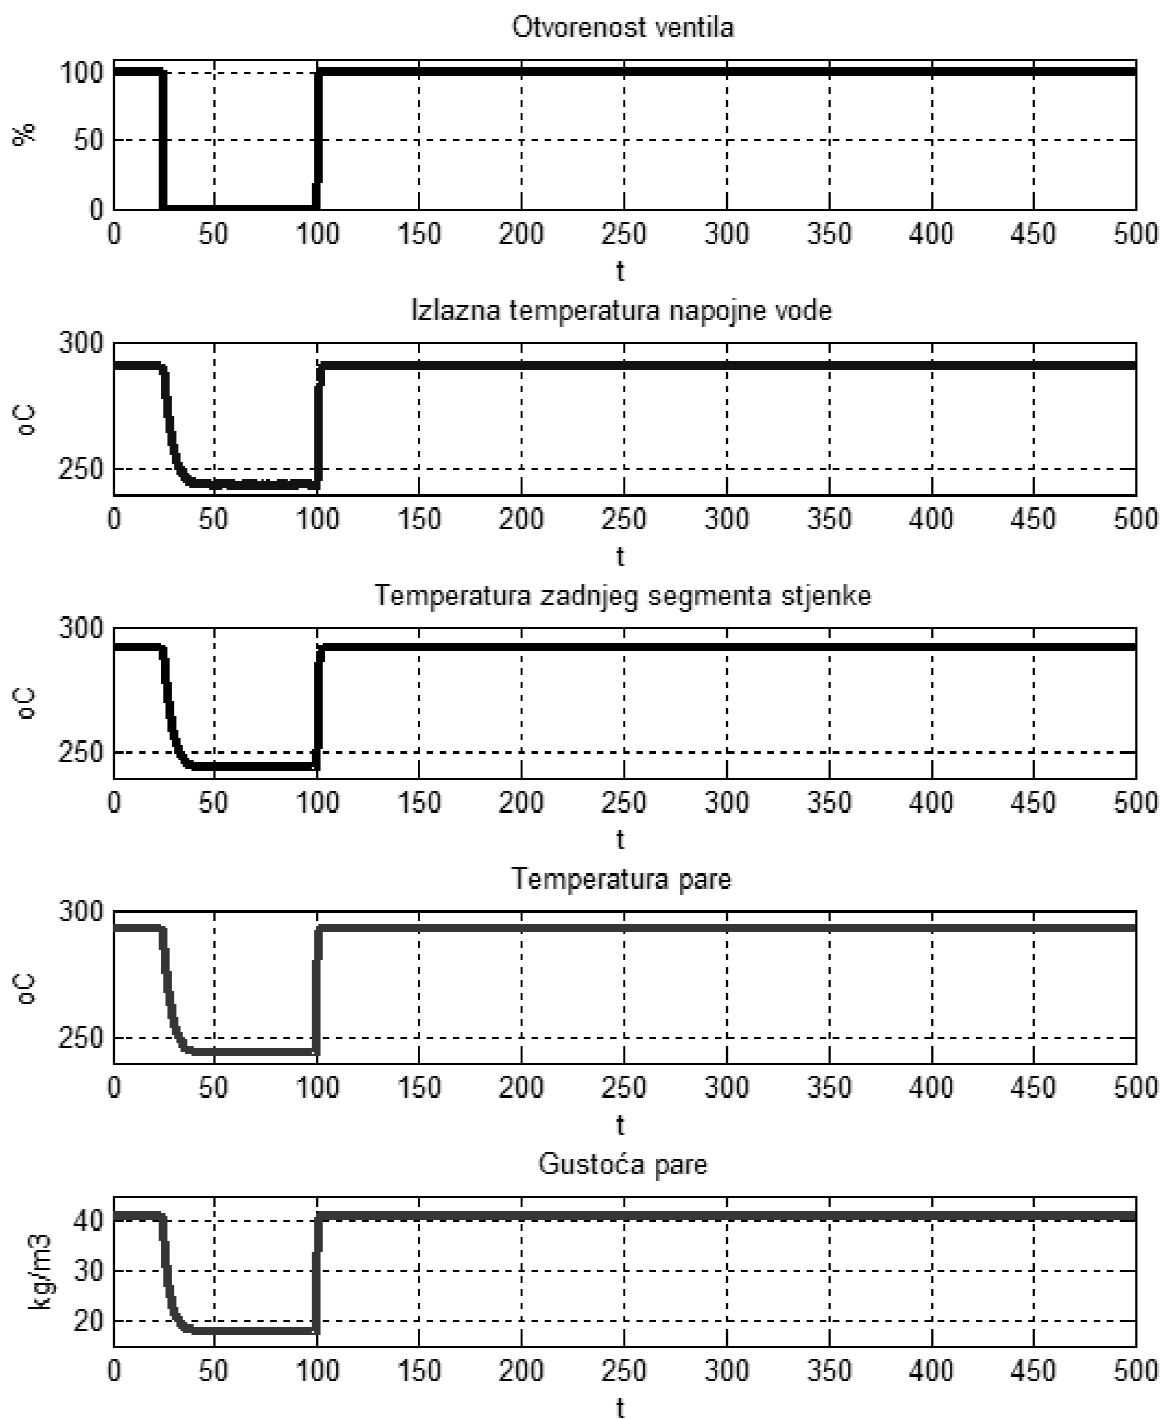 Otvorenost ventila
100
50
0
%
0 50 100 150 200 250 300 350 400 450 500
t
Izlazna temperatura napojne vode
300
250
oC
0 50 100 150 200 250 300 350 400 450 500
t
Temperatura zadnjeg segmenta stjenke
300
250
oC
0 50 100 150 200 250 300 350 400 450 500
t
Temperatura pare
300
250
oC
0 50 100 150 200 250 300 350 400 450 500
t
Gustoća pare
40
30
20
kg/m3
0 50 100 150 200 250 300 350 400 450 500
t